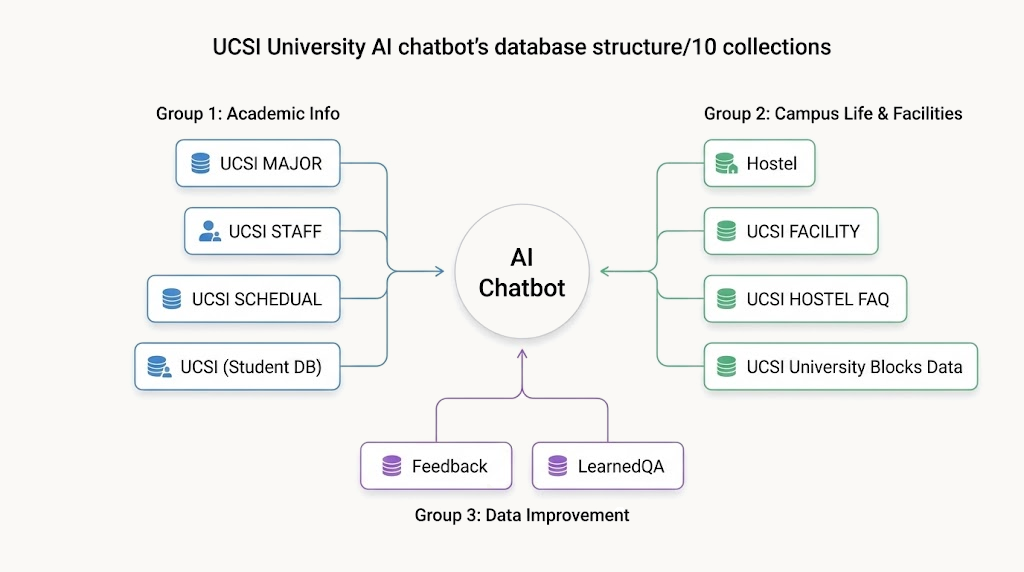 UCSI University AI chatbot's database structure/10 collections
Group 1: Academic Info
UCSI MAJOR
UCSI STAFF
UCSI SCHEDUAL
UCSI (Student DB)
AI
Chatbot
Group 2: Campus Life & Facilities
Hostel
UCSI FACILITY
UCSI HOSTEL FAQ
UCSI University Blocks Data
Feedback
LearnedQA
Group 3: Data Improvement